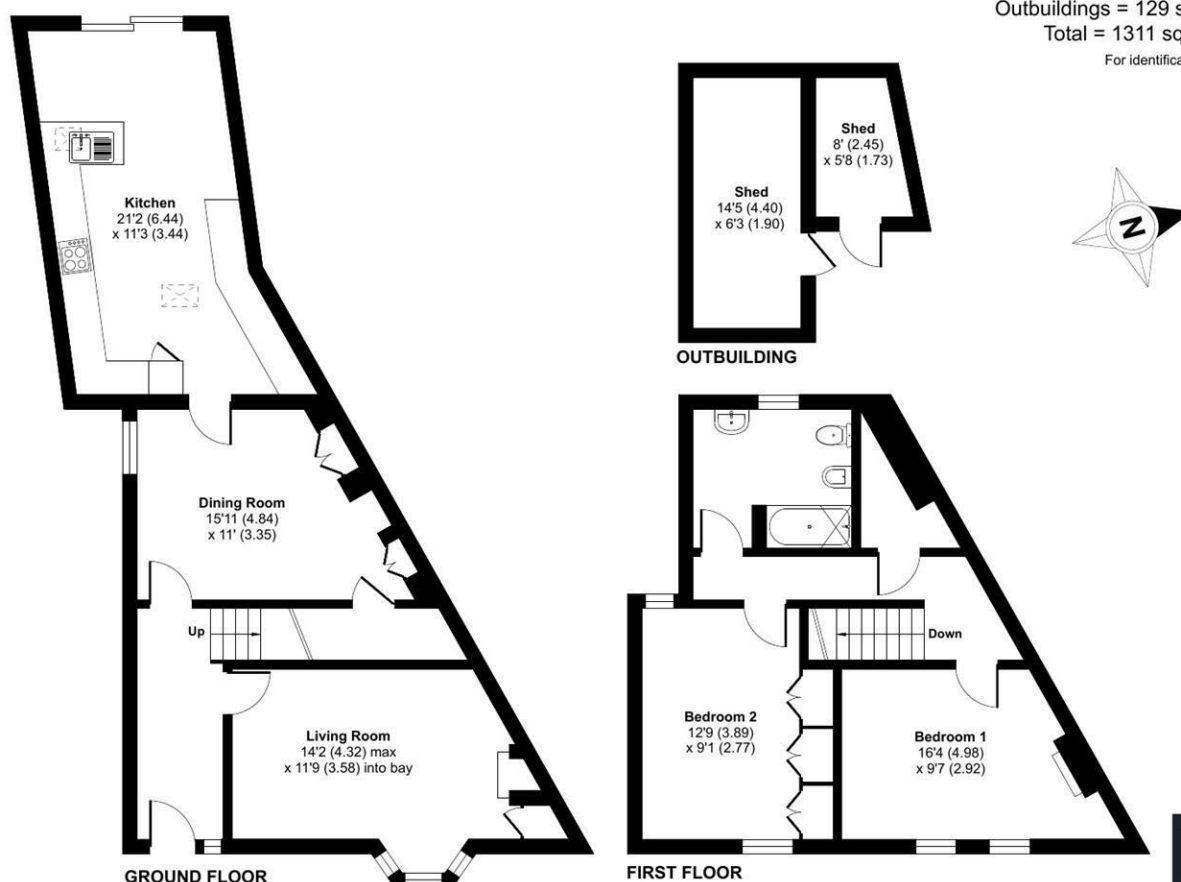 Outbuildings = 129 s
Total = 1311 sq
For identifica
Kitchen
21'2 (6.44)
x 11'3 (3.44)
Shed
14'5 (4.40)
x 6'3 (1.90)
Shed
8' (2.45)
x 5'8 (1.73)
N
OUTBUILDING
Dining Room
15'11 (4.84)
x 11' (3.35)
Up
Living Room
14'2 (4.32) max
x 11'9 (3.58) into bay
GROUND FLOOR
Down
Bedroom 2
12'9 (3.89)
x 9'1 (2.77)
Bedroom 1
16'4 (4.98)
x 9'7 (2.92)
FIRST FLOOR